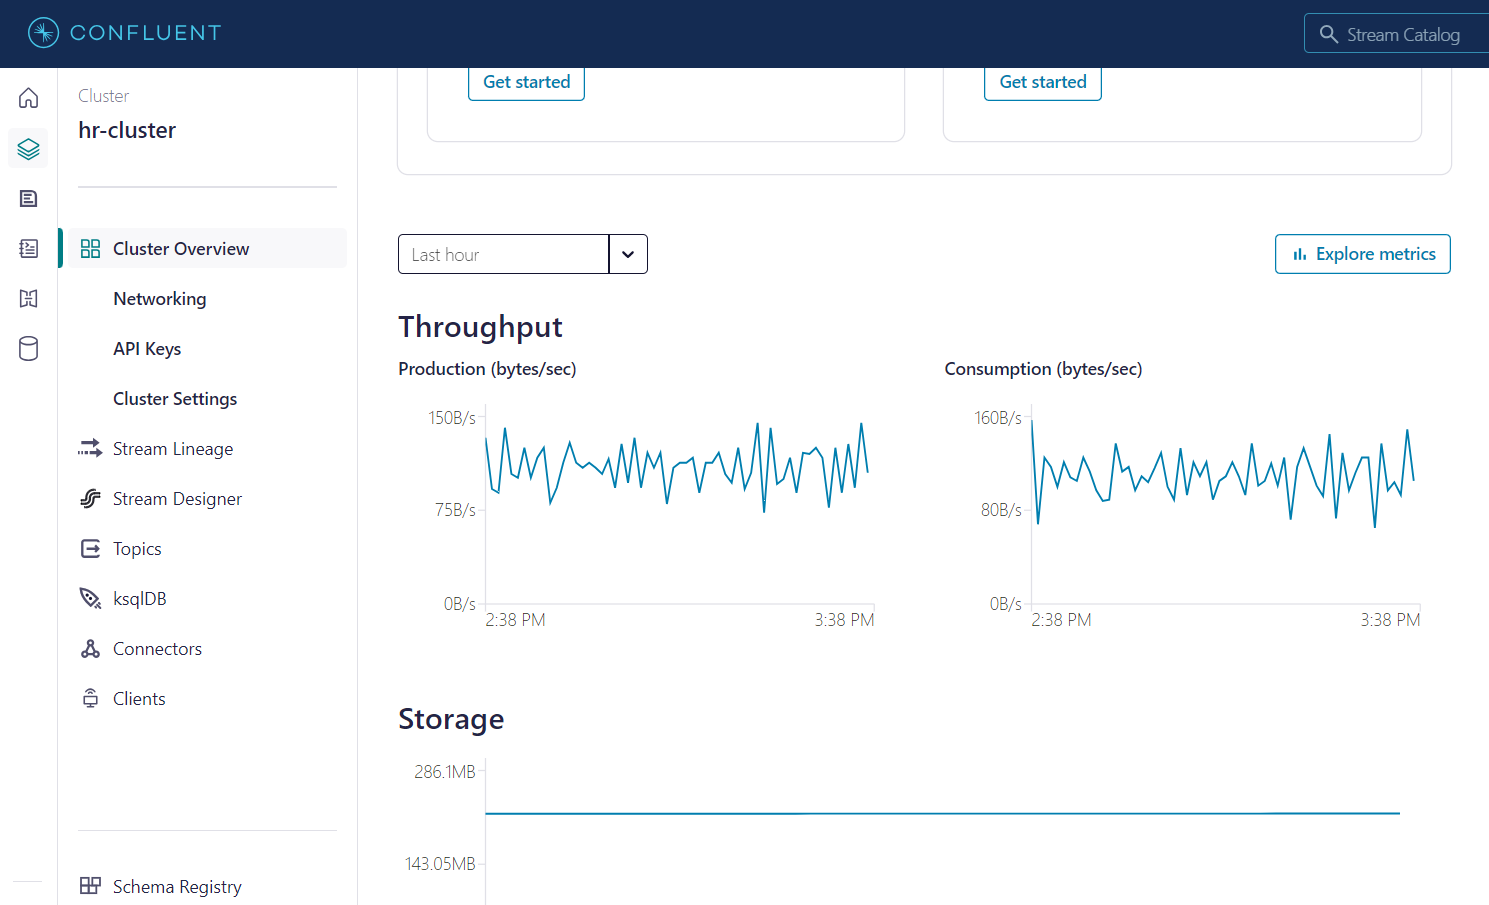 CONFLUENT
Stream Catalog
Cluster
hr-cluster
Cluster Overview
Networking
API Keys
Cluster Settings
Stream Lineage
Stream Designer
Topics
ksqlDB
Connectors
Clients
Schema Registry
Get started
Get started
Last hour
Explore metrics
Throughput
Production (bytes/sec)
150B/s
75B/s
0B/s
2:38 PM
3:38 PM
Consumption (bytes/sec)
160B/s
80B/s
0B/s
2:38 PM
3:38 PM
Storage
286.1MB
143.05MB